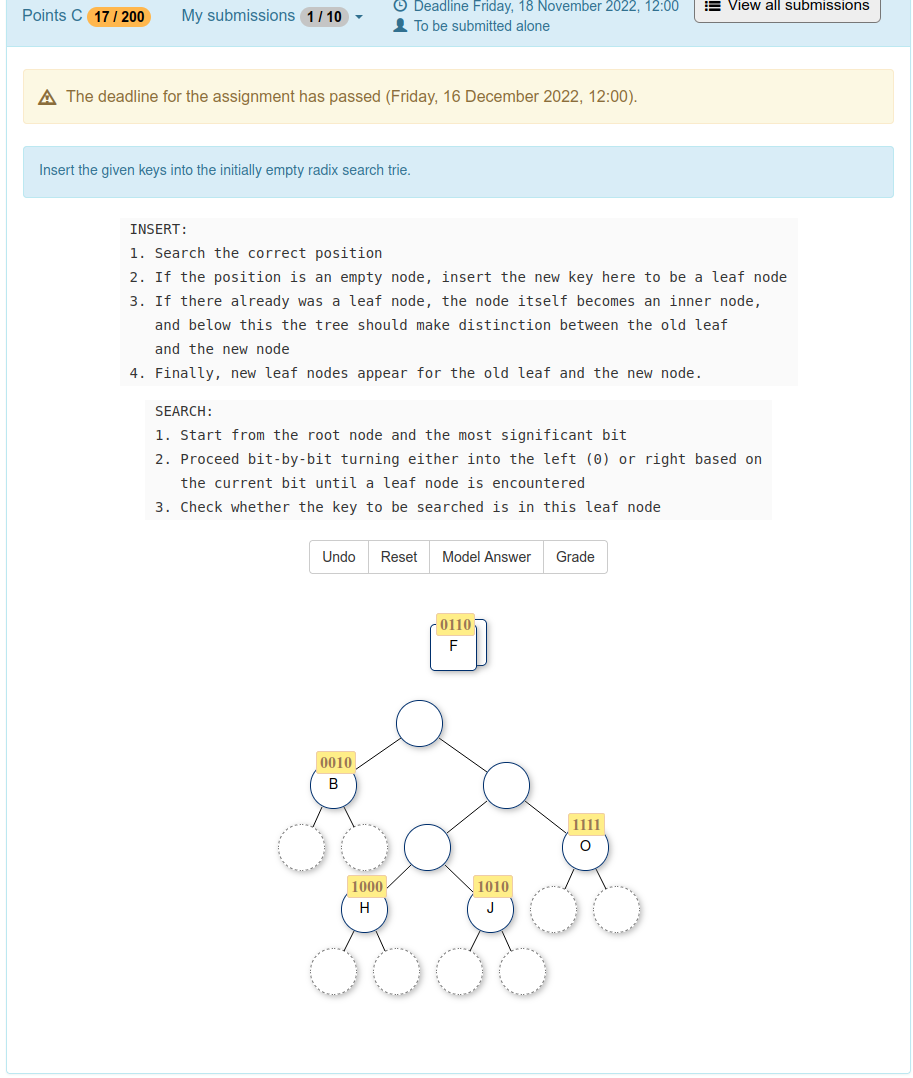 Points C 17 / 200 My submissions 1 / 10 Deadline Friday, 18 November 2022, 12:00 View all submissions
To be submitted alone
The deadline for the assignment has passed (Friday, 16 December 2022, 12:00).
Insert the given keys into the initially empty radix search trie.
INSERT:
1. Search the correct position
2. If the position is an empty node, insert the new key here to be a leaf node
3. If there already was a leaf node, the node itself becomes an inner node,
and below this the tree should make distinction between the old leaf
and the new node
4. Finally, new leaf nodes appear for the old leaf and the new node.
SEARCH:
1. Start from the root node and the most significant bit
2. Proceed bit-by-bit turning either into the left (0) or right based on
the current bit until a leaf node is encountered
3. Check whether the key to be searched is in this leaf node
Undo Reset Model Answer Grade
0110
F
0010
B
1111
O
1000 1010
H J